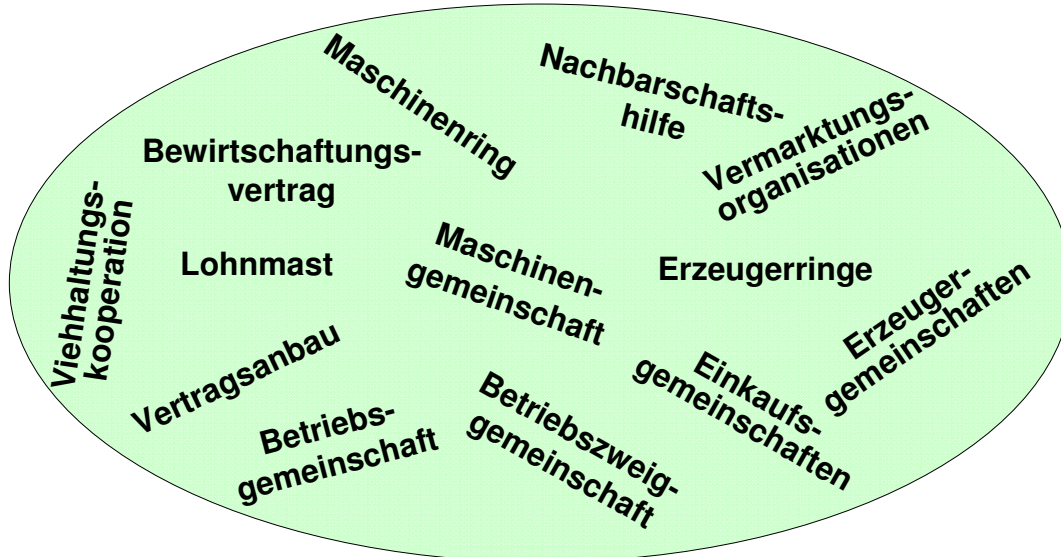 Maschinenring
Nachbarschafts-
hilfe
Vermarktungs-
organisationen
Bewirtschaftungs-
vertrag
Viehhaltungs-
kooperation
Lohnmast
Maschinen-
gemeinschaft
Erzeugerringe
Erzeuger-
gemeinschaften
Vertragsanbau
Betriebs-
gemeinschaft
Betriebszweig-
gemeinschaft
Einkaufs-
gemeinschaften